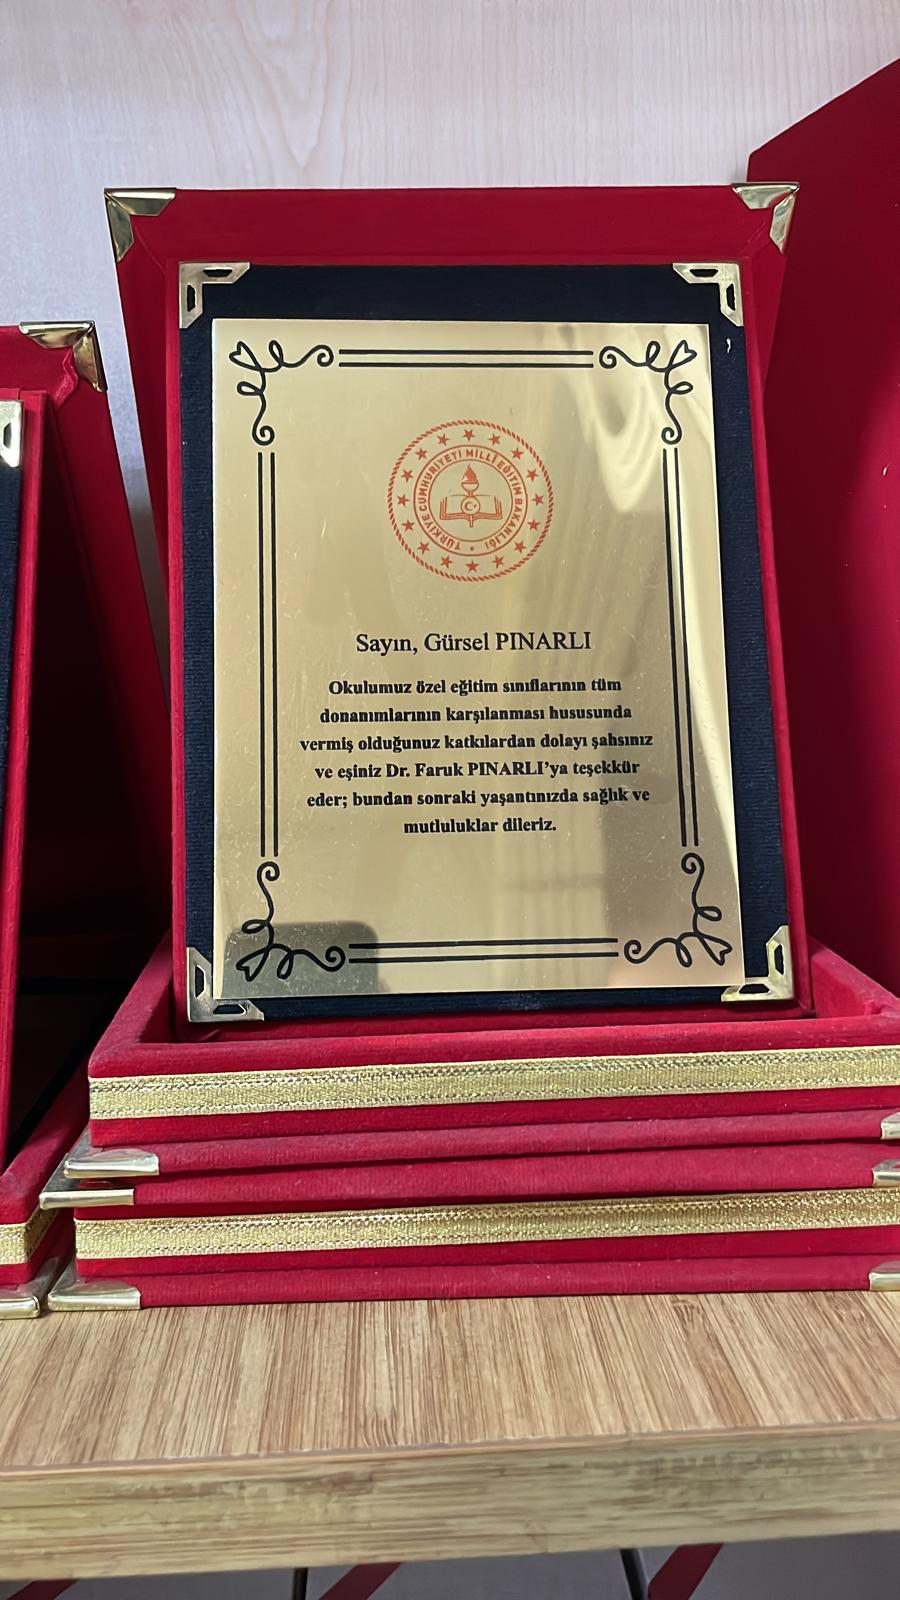 TÜRKİYE CUMHURİYETİ MİLLİ EĞİTİM BAKANLIĞI
Sayın, Gürsel PINARLI
Okulumuz özel eğitim sınıflarının tüm
donanımlarının karşılanması hususunda
vermiş olduğunuz katkılardan dolayı şahsınız
ve eşiniz Dr. Faruk PINARLI’ya teşekkür
eder; bundan sonraki yaşantınızda sağlık ve
mutluluklar dileriz.